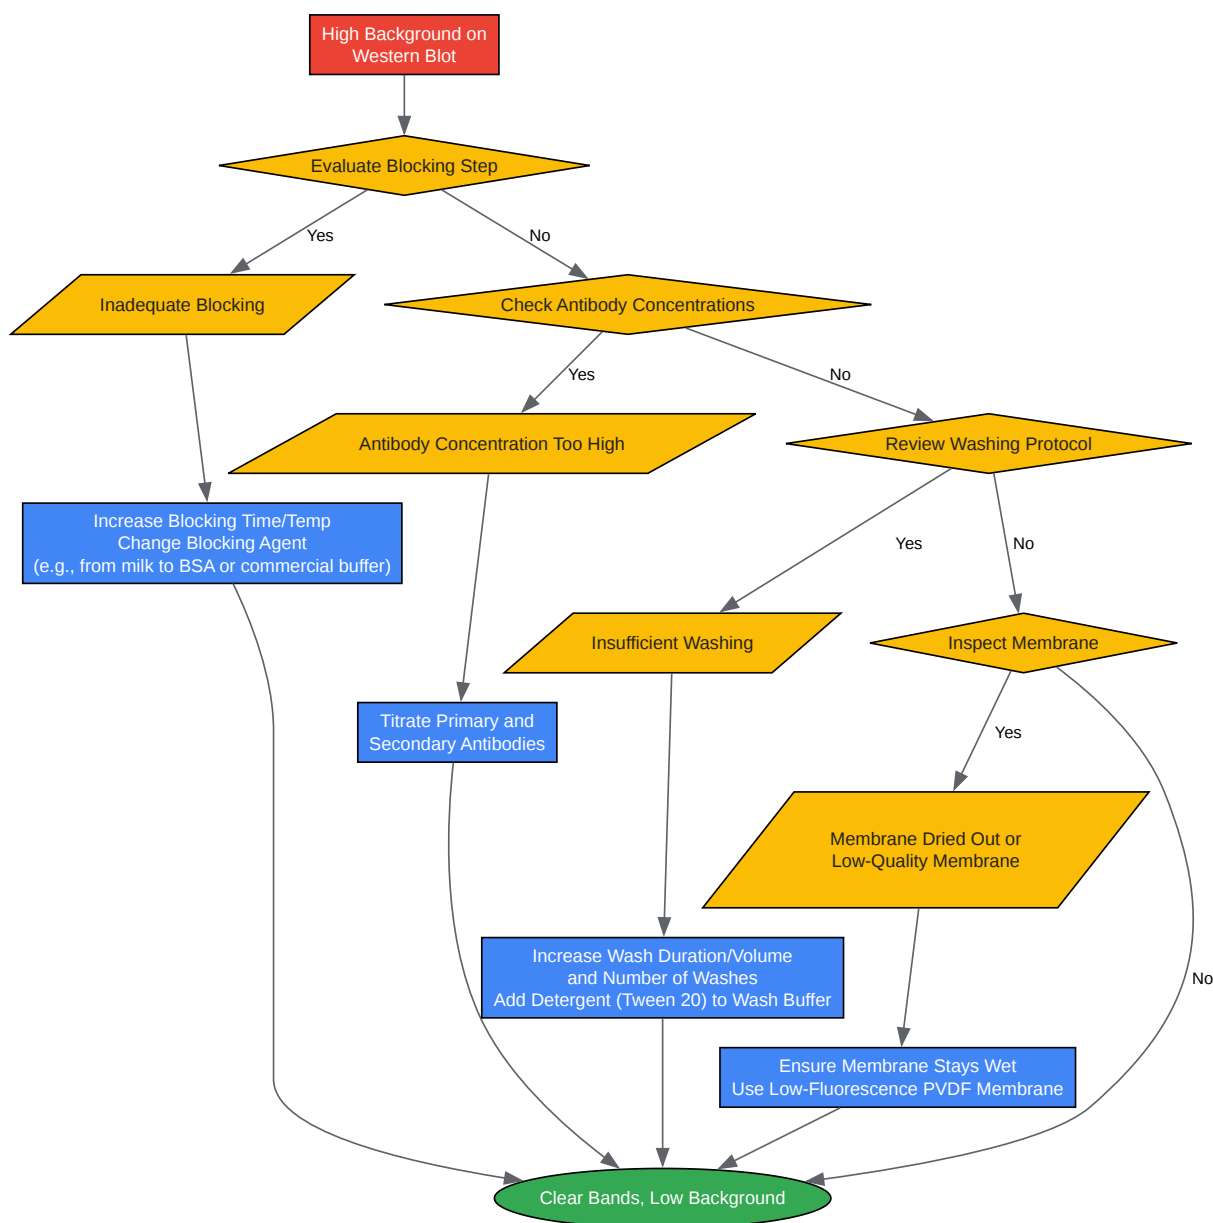 High Background on
Western Blot
Evaluate Blocking Step
Yes
No
Inadequate Blocking
Check Antibody Concentrations
Yes
No
Antibody Concentration Too High
Review Washing Protocol
Increase Blocking Time/Temp
Change Blocking Agent
(e.g., from milk to BSA or commercial buffer)
Yes
No
Insufficient Washing
Inspect Membrane
Titrate Primary and
Secondary Antibodies
Yes
Membrane Dried Out or
Low-Quality Membrane
Increase Wash Duration/Volume
and Number of Washes
Add Detergent (Tween 20) to Wash Buffer
No
Ensure Membrane Stays Wet
Use Low-Fluorescence PVDF Membrane
Clear Bands, Low Background